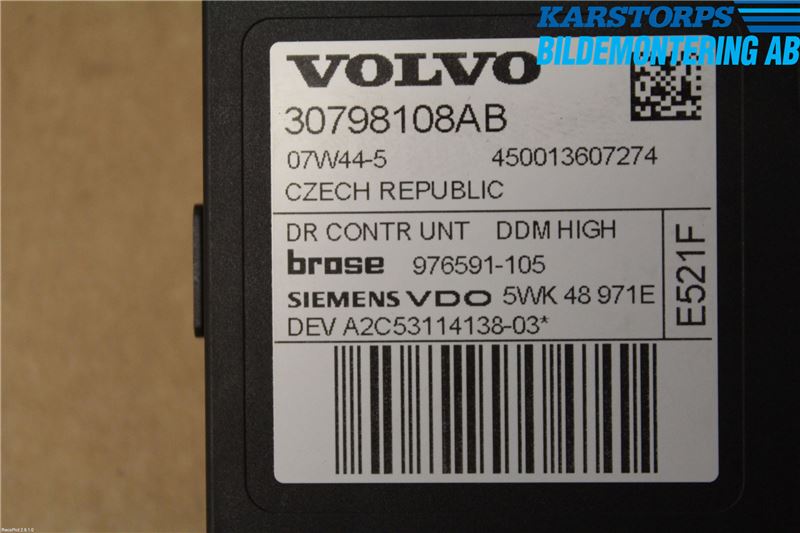 KARSTORPS
BILDEMONTERING AB
VOLVO
30798108AB
07W44-5 450013607274
CZECH REPUBLIC
DR CONTR UNT DDM HIGH
brose 976591-105
SIEMENS VDO 5WK 48 971E
DEV A2C53114138-03*
E521F